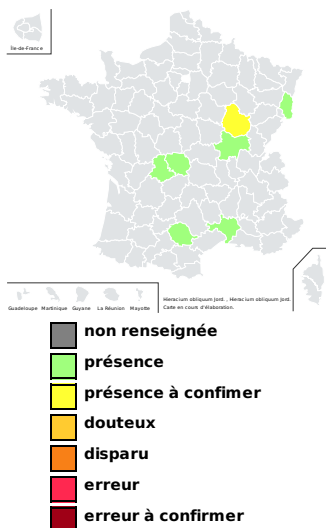 Île-de-France
Guadeloupe Martinique Guyane La Réunion Mayotte
Hieracium obliquum Jord. , Hieracium obliquum Jord.
Carte en cours d'élaboration.
non renseignée
présence
présence à confimer
douteux
disparu
erreur
erreur à confirmer